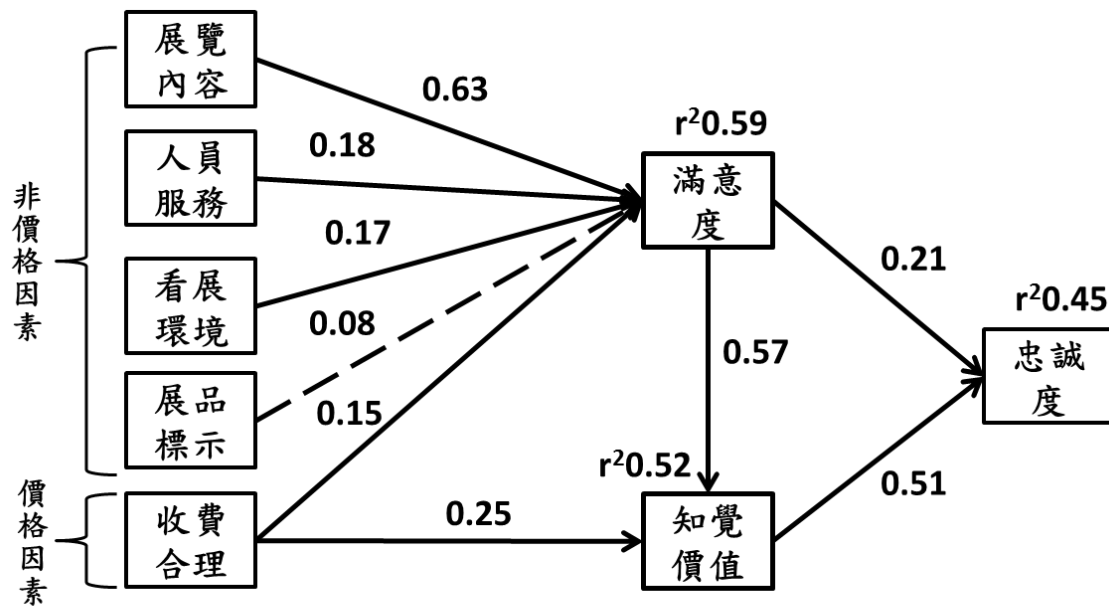 展覽
內容
0.63
r²0.59
人員
服務
0.18
滿意
度
非價格因素
0.17
0.21
看展
環境
r²0.45
0.08
0.57
忠誠
度
展品
標示
0.15
r²0.52
0.51
價格因素
收費
合理
0.25
知覺
價值